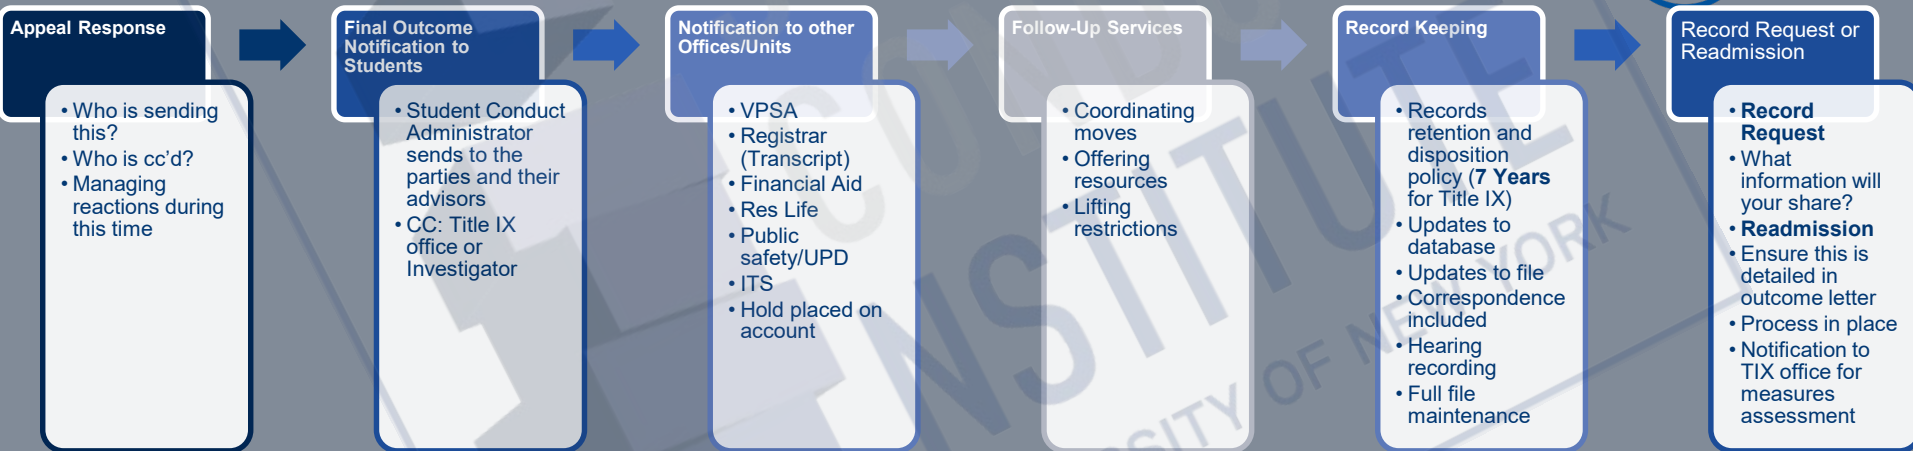 Appeal Response
• Who is sending
this?
• Who is cc'd?
• Managing
reactions during
this time
Final Outcome
Notification to
Students
• Student Conduct
Administrator
sends to the
parties and their
advisors
• CC: Title IX
office or
Investigator
Notification to other
Offices/Units
• VPSA
• Registrar
(Transcript)
• Financial Aid
• Res Life
• Public
safety/UPD
• ITS
• Hold placed on
account
Follow-Up Services
• Coordinating
moves
• Offering
resources
• Lifting
restrictions
Record Keeping
• Records
retention and
disposition
policy (7 Years
for Title IX)
• Updates to
database
• Updates to file
• Correspondence
included
• Hearing
recording
• Full file
maintenance
Record Request or
Readmission
• Record
Request
• What
information will
your share?
• Readmission
• Ensure this is
detailed in
outcome letter
• Process in place
• Notification to
TIX office for
measures
assessment
OF NEW YORK